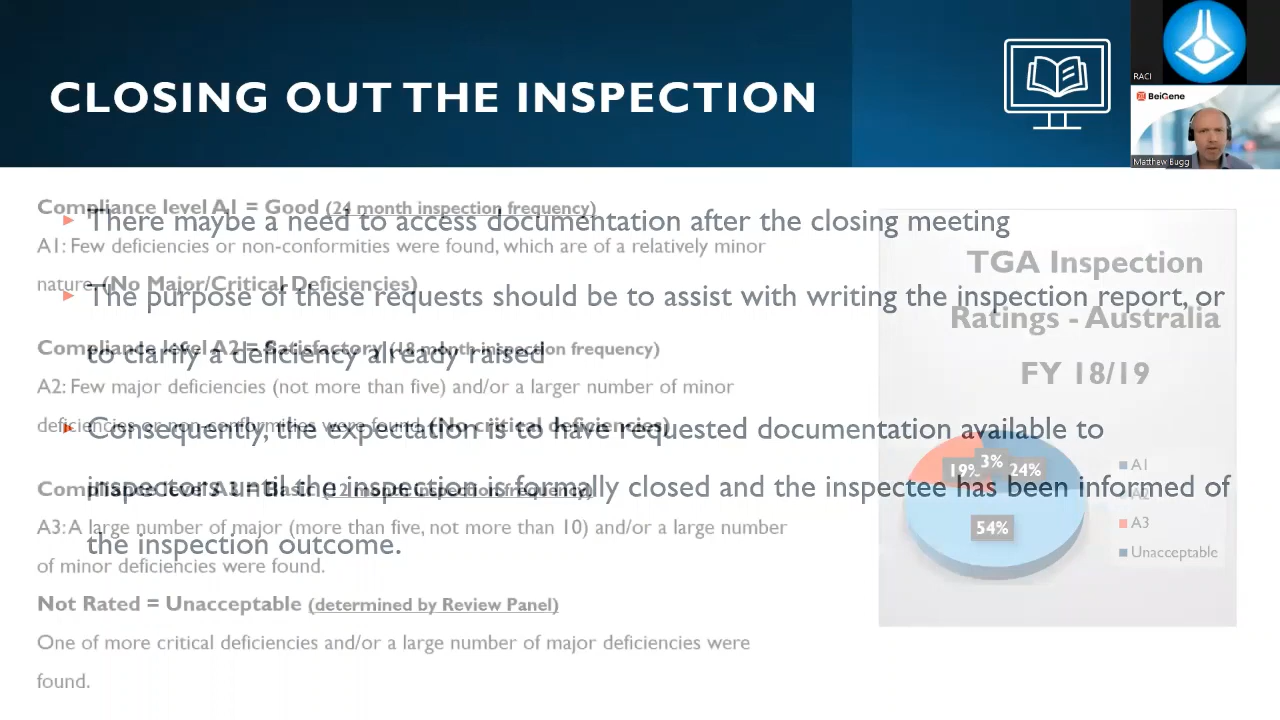 CLOSING OUT THE INSPECTION
RACI
BeiGene
Matthew Bugg
There maybe a need to access documentation after the closing meeting
The purpose of these requests should be to assist with writing the inspection report, or
to clarify a deficiency already raised
Consequently, the expectation is to have requested documentation available to
inspectors until the inspection is formally closed and the inspectee has been informed of
the inspection outcome.
Compliance level A1 = Good (24 month inspection frequency)
A1: Few deficiencies or non-conformities were found, which are of a relatively minor
nature. (No Major/Critical Deficiencies)
Compliance level A2 = Satisfactory (18 month inspection frequency)
A2: Few major deficiencies (not more than five) and/or a larger number of minor
deficiencies or non-conformities were found. (No critical deficiencies)
Compliance level A3 = Basic (12 month inspection frequency)
A3: A large number of major (more than five, not more than 10) and/or a large number
of minor deficiencies were found.
Not Rated = Unacceptable (determined by Review Panel)
One of more critical deficiencies and/or a large number of major deficiencies were
found.
TGA Inspection
Ratings - Australia
FY 18/19
19%
3%
24%
54%
A1
A2
A3
Unacceptable